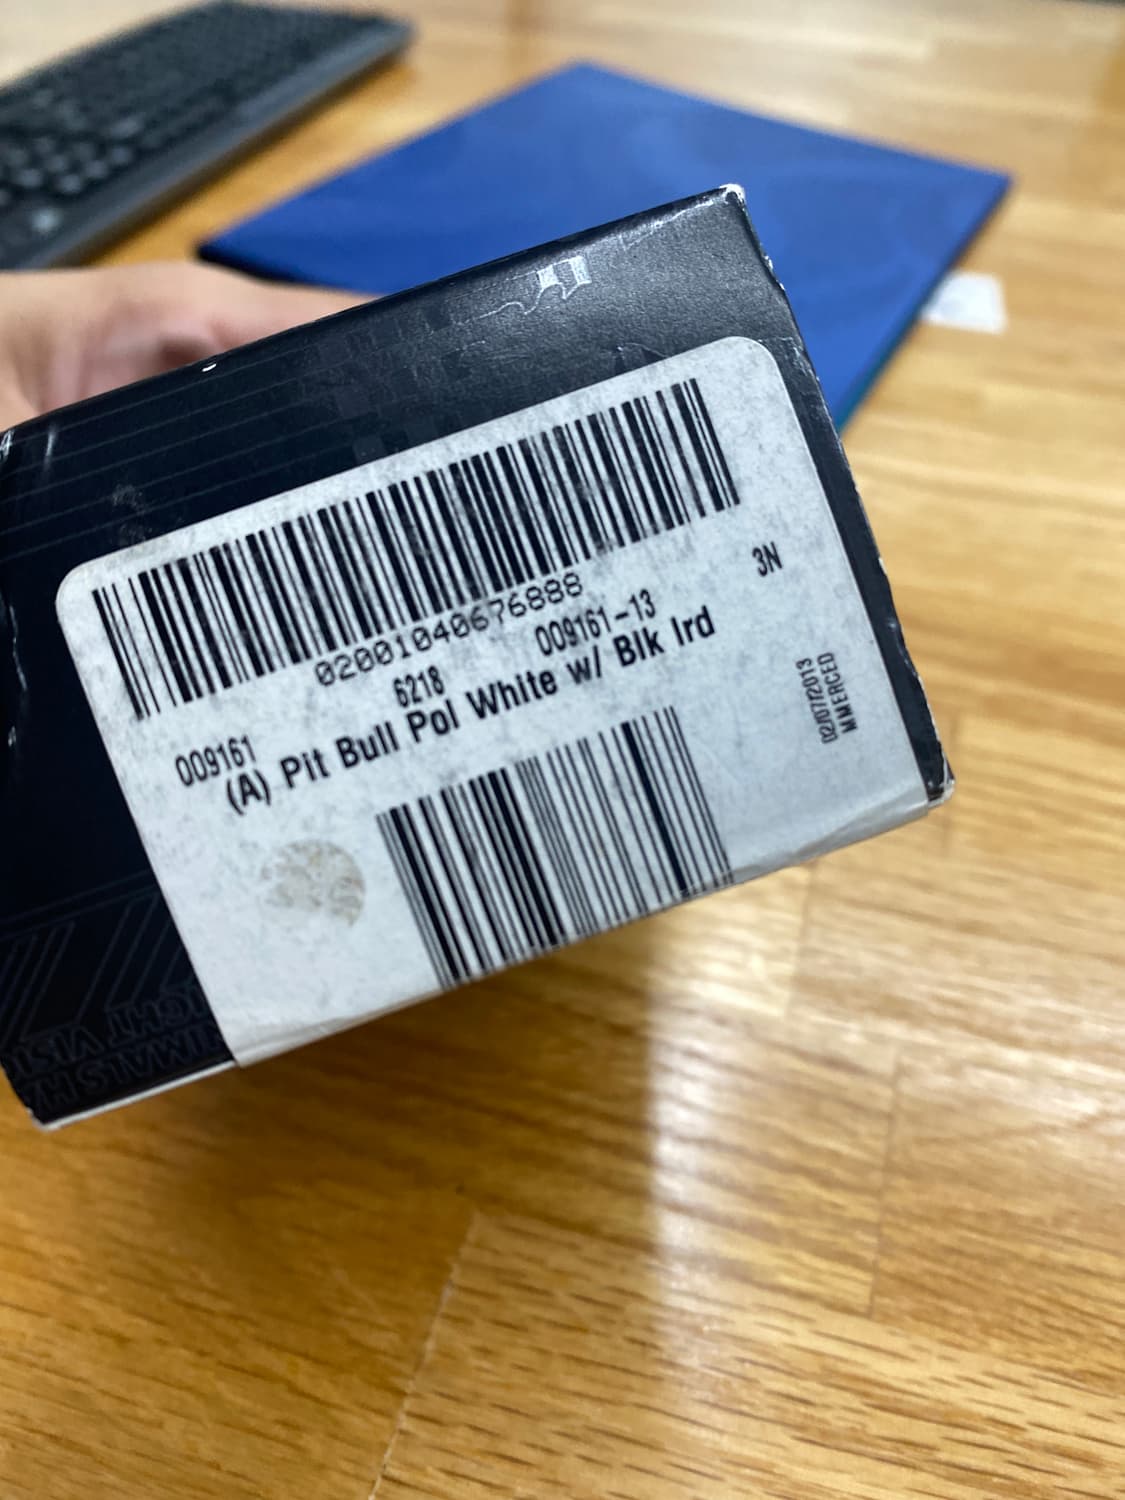 02001040676888
6218 009161-13
009161
(A) Pit Bull Pol White w/ Blk Ird
3N
02/07/2013
MMERCED